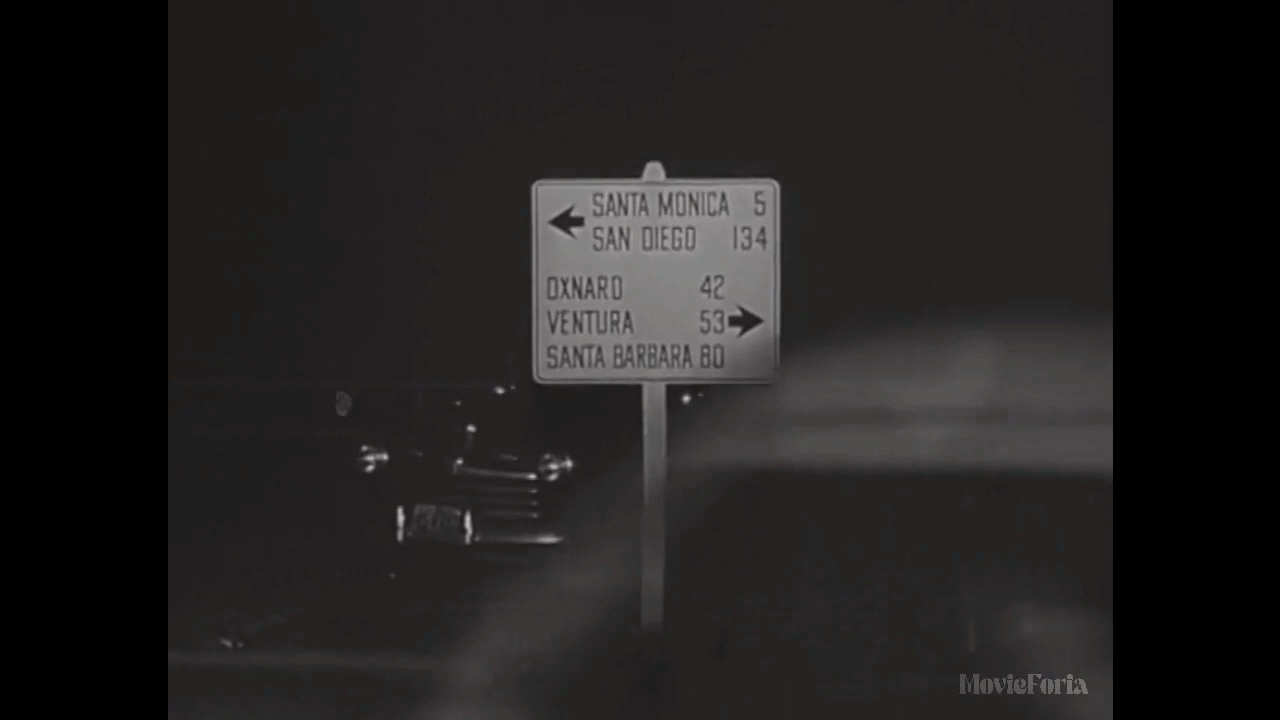 SANTA MONICA 5
SAN DIEGO 134
OXNARD 42
VENTURA 53
SANTA BARBARA 80
MovieForia